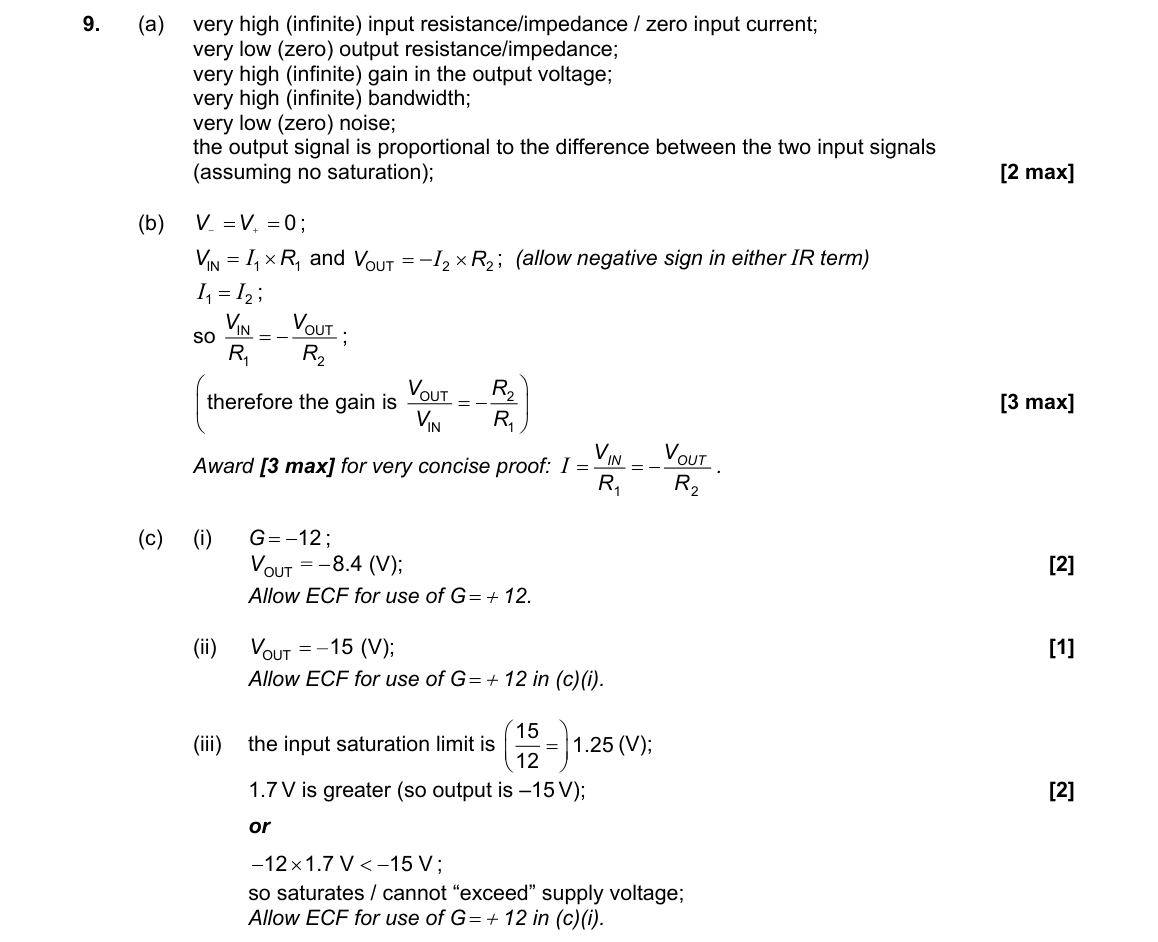 9. (a) very high (infinite) input resistance/impedance / zero input current;
very low (zero) output resistance/impedance;
very high (infinite) gain in the output voltage;
very high (infinite) bandwidth;
very low (zero) noise;
the output signal is proportional to the difference between the two input signals
(assuming no saturation); [2 max]
(b) V₋ = V₊ = 0 ;
V_IN = I₁ × R₁ and V_OUT = −I₂ × R₂ ; (allow negative sign in either IR term)
I₁ = I₂ ;
so V_IN/R₁ = − V_OUT/R₂ ;
(therefore the gain is V_OUT/V_IN = − R₂/R₁) [3 max]
Award [3 max] for very concise proof: I = V_IN/R₁ = − V_OUT/R₂ .
(c) (i) G = −12 ;
V_OUT = −8.4 (V); [2]
Allow ECF for use of G = + 12.
(ii) V_OUT = −15 (V); [1]
Allow ECF for use of G = + 12 in (c)(i).
(iii) the input saturation limit is (15/12 =) 1.25 (V);
1.7 V is greater (so output is –15 V); [2]
or
−12 × 1.7 V < −15 V ;
so saturates / cannot “exceed” supply voltage;
Allow ECF for use of G = + 12 in (c)(i).